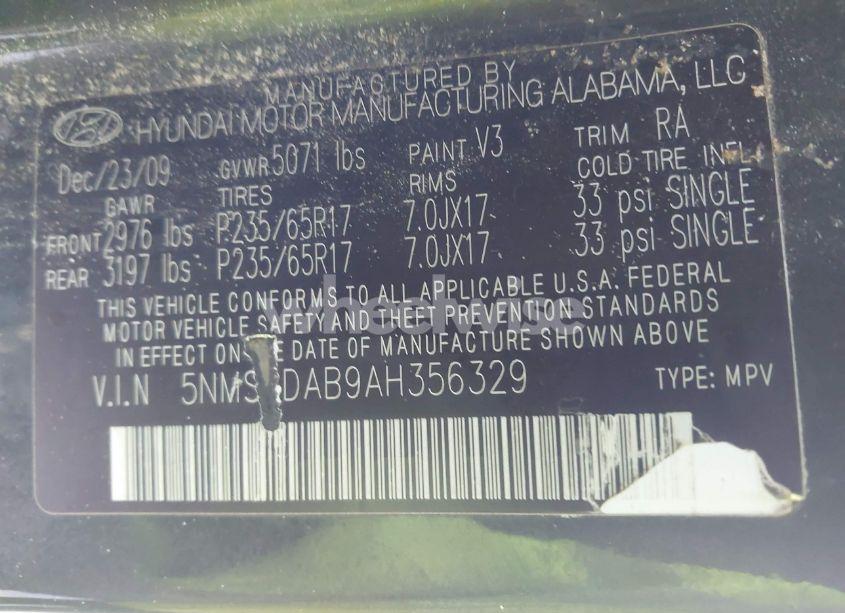 MANUFACTURED BY
HYUNDAI MOTOR MANUFACTURING ALABAMA, LLC
Dec/23/09 GVWR 5071 lbs PAINT V3 TRIM RA
GAWR TIRES RIMS COLD TIRE INFL
FRONT 2976 lbs P235/65R17 7.0JX17 33 psi SINGLE
REAR 3197 lbs P235/65R17 7.0JX17 33 psi SINGLE
THIS VEHICLE CONFORMS TO ALL APPLICABLE U.S.A. FEDERAL
MOTOR VEHICLE SAFETY AND THEFT PREVENTION STANDARDS
IN EFFECT ON DATE OF MANUFACTURE SHOWN ABOVE
V.I.N 5NMS DAB9AH356329 TYPE: MPV
wheelwise